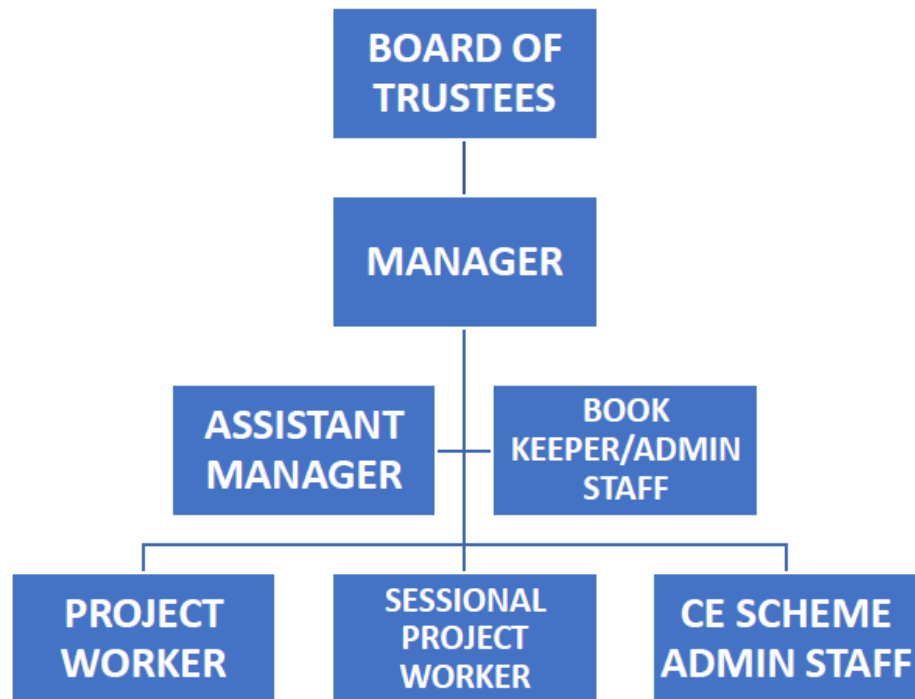 BOARD OF
TRUSTEES
MANAGER
ASSISTANT
MANAGER
BOOK
KEEPER/ADMIN
STAFF
PROJECT
WORKER
SESSIONAL
PROJECT
WORKER
CE SCHEME
ADMIN STAFF